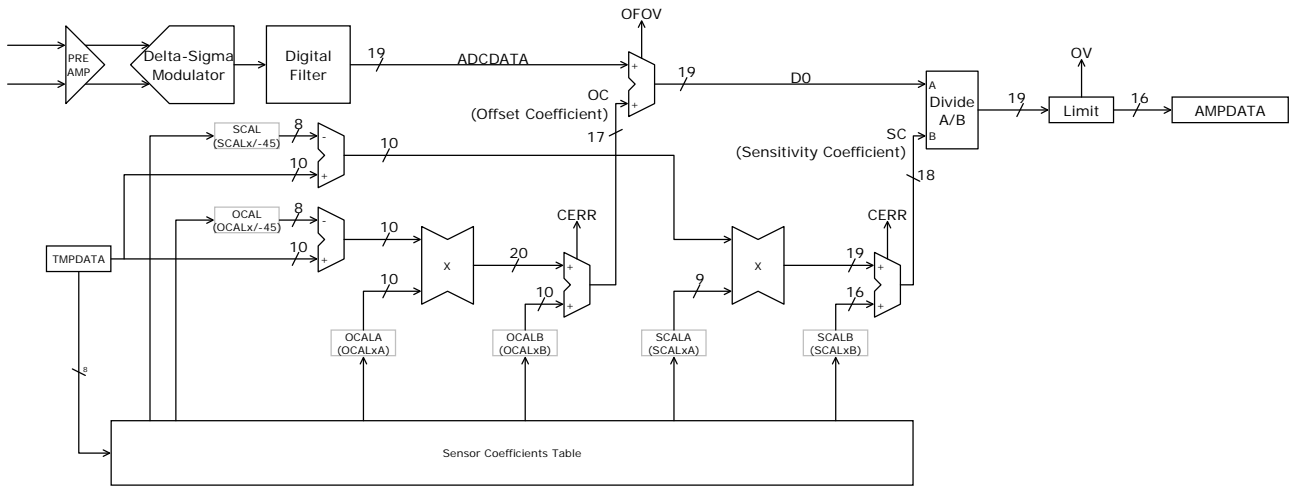 OFOV
PRE
AMP
Delta-Sigma
Modulator
Digital
Filter
19
ADCDATA
+
+
19
D0
OC
(Offset Coefficient)
17
A
Divide
A/B
B
19
OV
Limit
16
AMPDATA
SC
(Sensitivity Coefficient)
18
SCAL
(SCALx/-45)
8
-
10
+
10
OCAL
(OCALx/-45)
8
-
10
+
10
TMPDATA
X
20
CERR
+
+
10
10
X
19
CERR
+
+
9
16
OCALA
(OCALxA)
OCALB
(OCALxB)
SCALA
(SCALxA)
SCALB
(SCALxB)
8
Sensor Coefficients Table